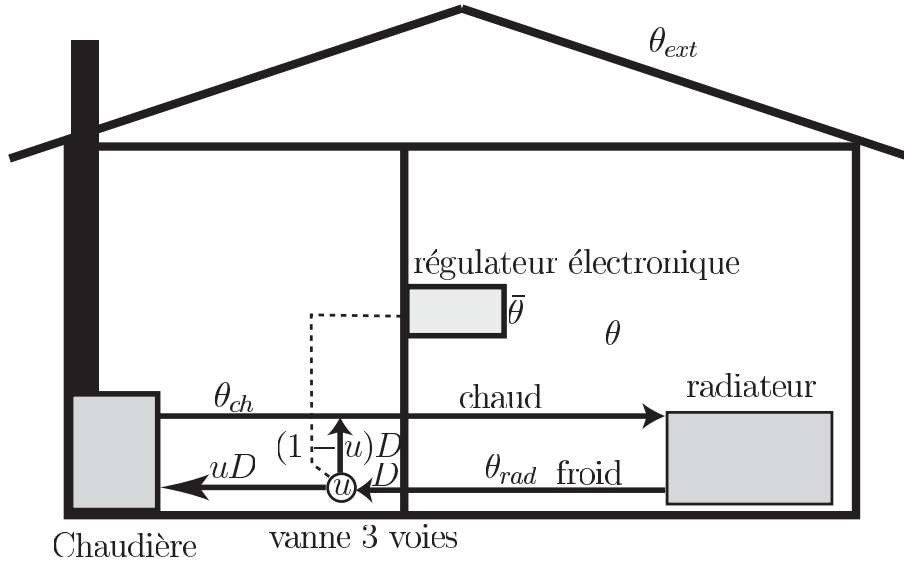 θ_ext
régulateur électronique
θ̄
θ
radiateur
θ_ch
chaud
(1 − u)D
uD
u
D
θ_rad froid
Chaudière
vanne 3 voies